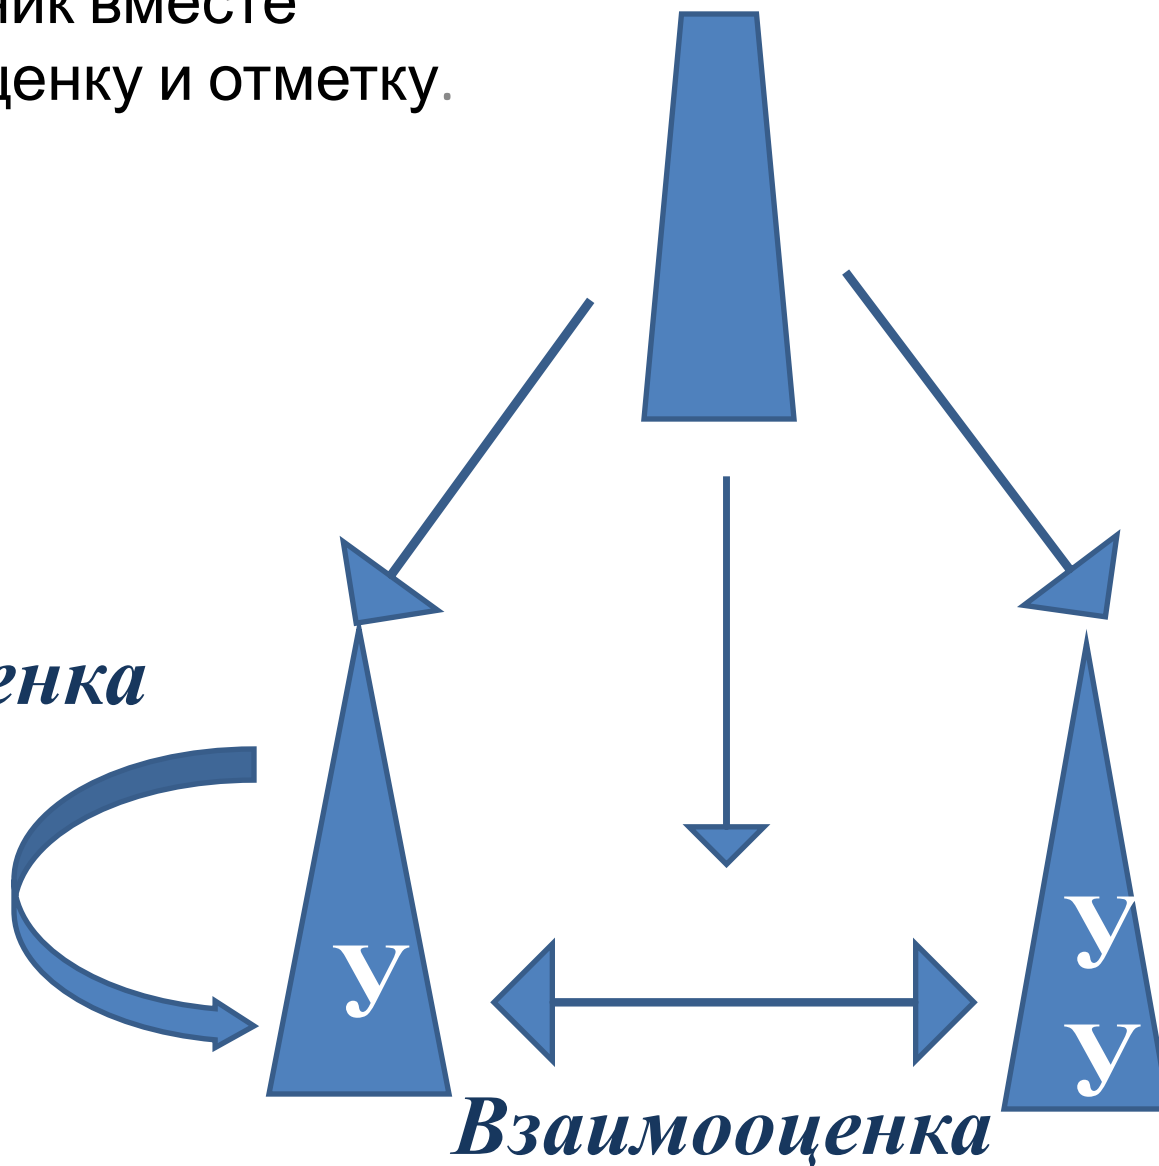 ник вместе
ценку и отметку.
енка
У
У
У
Взаимооценка